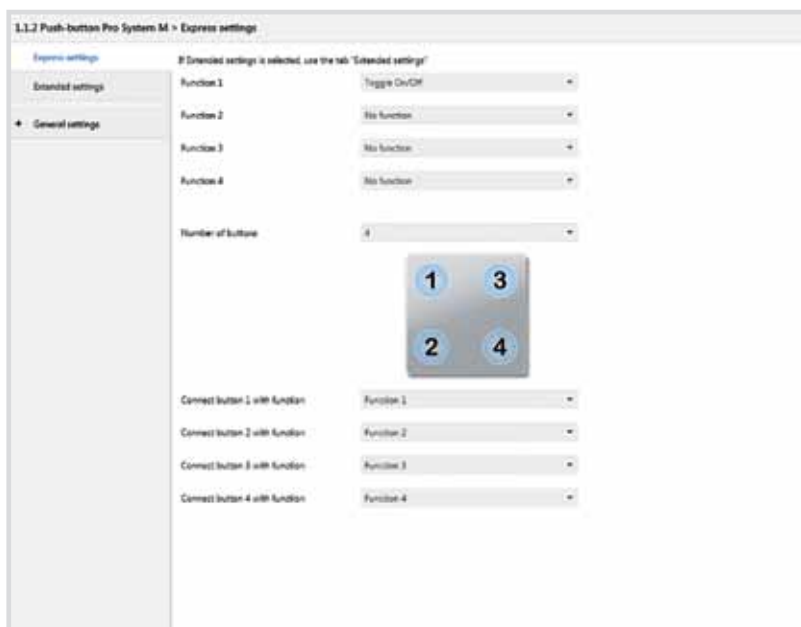 1.1.2 Push-button Pro System M > Express settings
Express settings
If Extended settings is selected, use the tab "Extended settings"
Extended settings
Function 1 Toggle On/Off
General settings
Function 2 No function
Function 3 No function
Function 4 No function
Number of buttons 4
1 3
2 4
Connect button 1 with function Function 1
Connect button 2 with function Function 2
Connect button 3 with function Function 3
Connect button 4 with function Function 4